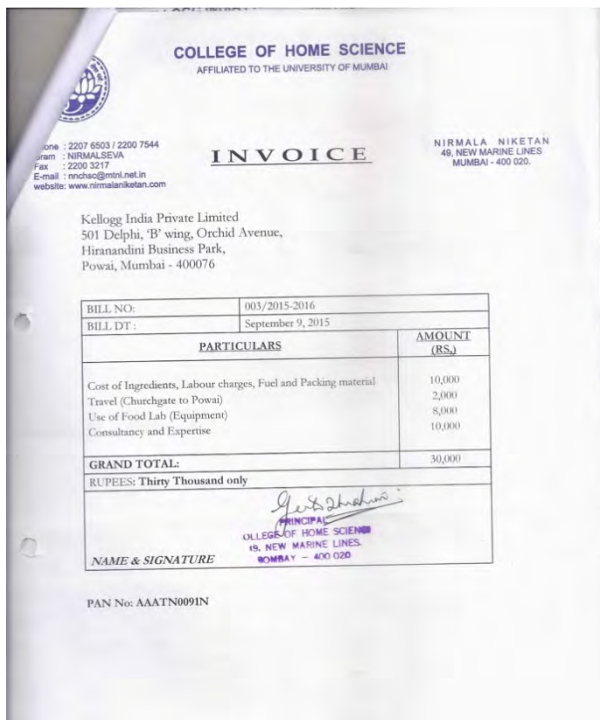 COLLEGE OF HOME SCIENCE
AFFILIATED TO THE UNIVERSITY OF MUMBAI
: 2207 6503 / 2200 7544
: NIRMALSEVA
Fax : 2200 3217
E-mail : nnchsc@mtnl.net.in
website: www.nirmalaniketan.com
INVOICE
NIRMALA NIKETAN
49, NEW MARINE LINES
MUMBAI - 400 020.
Kellogg India Private Limited
501 Delphi, 'B' wing, Orchid Avenue,
Hiranandini Business Park,
Powai, Mumbai - 400076
BILL NO: 003/2015-2016
BILL DT : September 9, 2015
PARTICULARS AMOUNT (RS,)
Cost of Ingredients, Labour charges, Fuel and Packing material 10,000
Travel (Churchgate to Powai) 2,000
Use of Food Lab (Equipment) 8,000
Consultancy and Expertise 10,000
GRAND TOTAL: 30,000
RUPEES: Thirty Thousand only
PRINCIPAL
OLLEGE OF HOME SCIENCE
49, NEW MARINE LINES.
BOMBAY - 400 020
NAME & SIGNATURE
PAN No: AAATN0091N